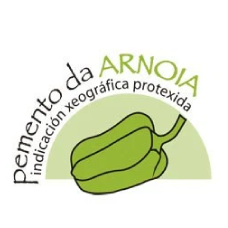 pemento da ARNOIA
indicación xeográfica protexida